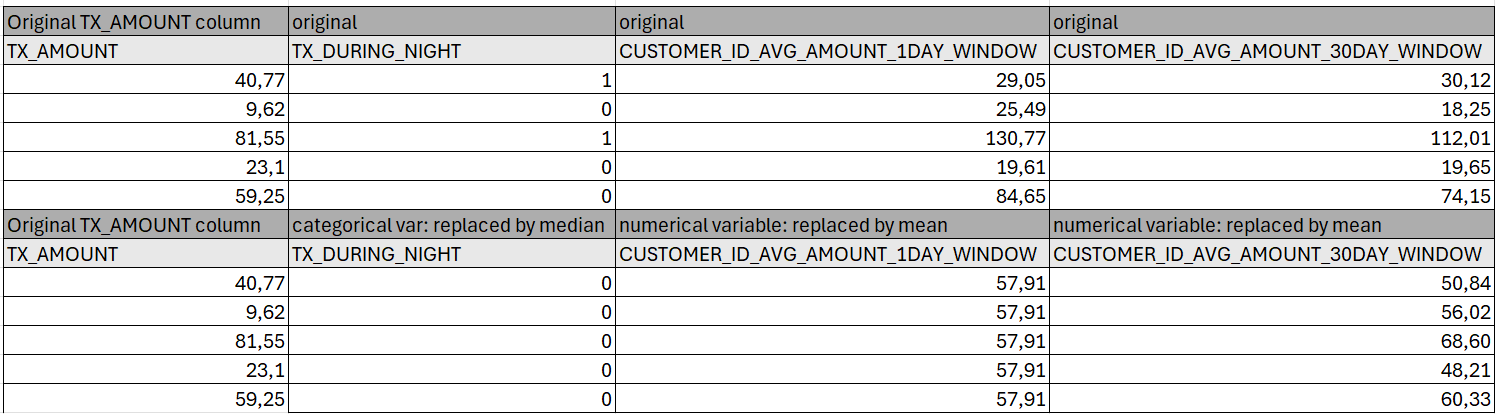 Original TX_AMOUNT column original original original
TX_AMOUNT TX_DURING_NIGHT CUSTOMER_ID_AVG_AMOUNT_1DAY_WINDOW CUSTOMER_ID_AVG_AMOUNT_30DAY_WINDOW
40,77 1 29,05 30,12
9,62 0 25,49 18,25
81,55 1 130,77 112,01
23,1 0 19,61 19,65
59,25 0 84,65 74,15
Original TX_AMOUNT column categorical var: replaced by median numerical variable: replaced by mean numerical variable: replaced by mean
TX_AMOUNT TX_DURING_NIGHT CUSTOMER_ID_AVG_AMOUNT_1DAY_WINDOW CUSTOMER_ID_AVG_AMOUNT_30DAY_WINDOW
40,77 0 57,91 50,84
9,62 0 57,91 56,02
81,55 0 57,91 68,60
23,1 0 57,91 48,21
59,25 0 57,91 60,33